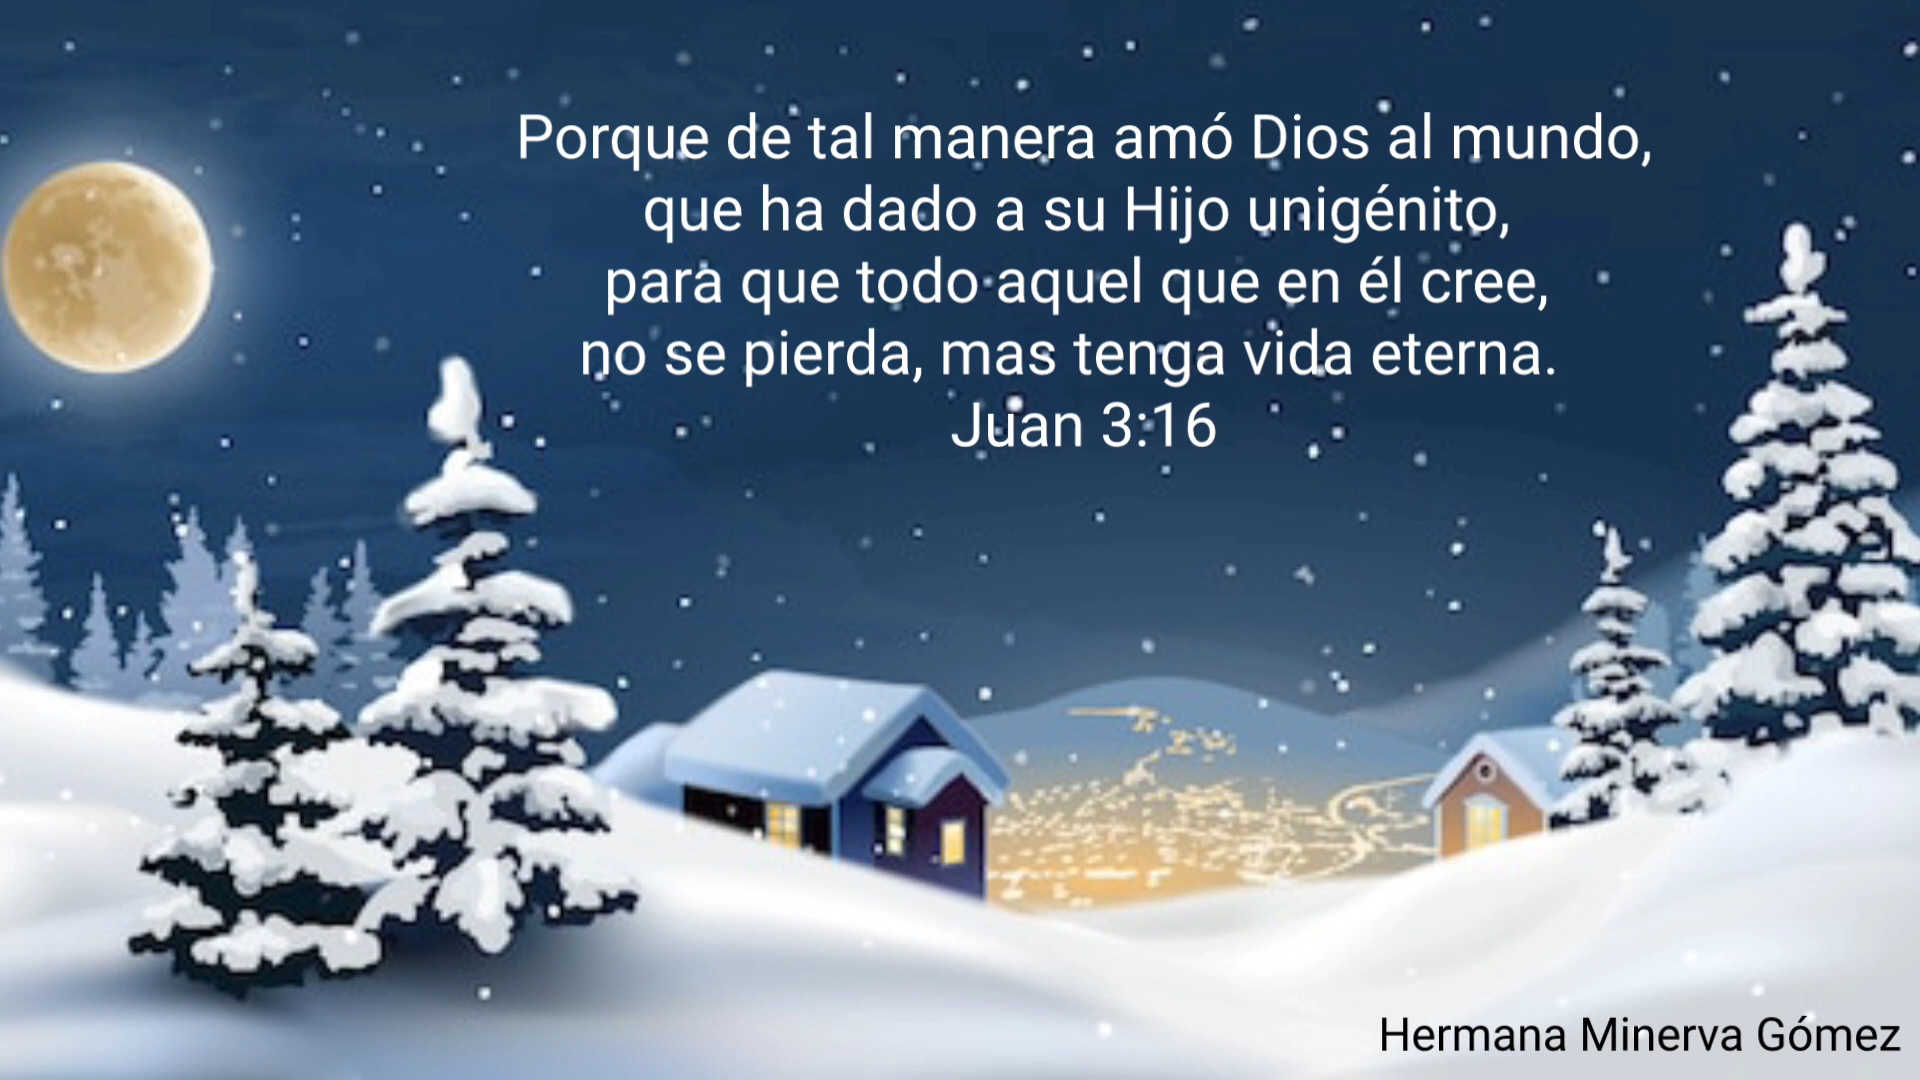 Porque de tal manera amó Dios al mundo,
que ha dado a su Hijo unigénito,
para que todo aquel que en él cree,
no se pierda, mas tenga vida eterna.
Juan 3:16
Hermana Minerva Gómez